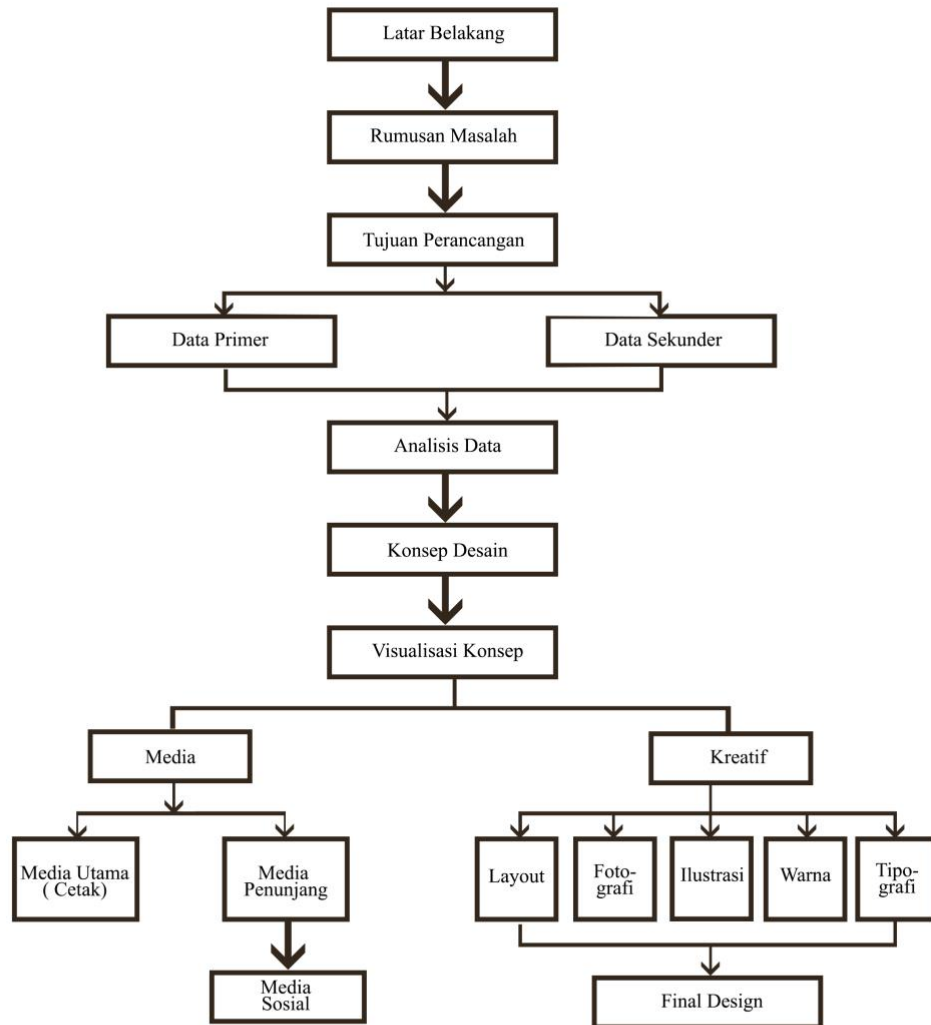 Latar Belakang
Rumusan Masalah
Tujuan Perancangan
Data Primer
Data Sekunder
Analisis Data
Konsep Desain
Visualisasi Konsep
Media
Kreatif
Media Utama
( Cetak)
Media
Penunjang
Layout
Foto-
grafi
Ilustrasi
Warna
Tipo-
grafi
Media
Sosial
Final Design